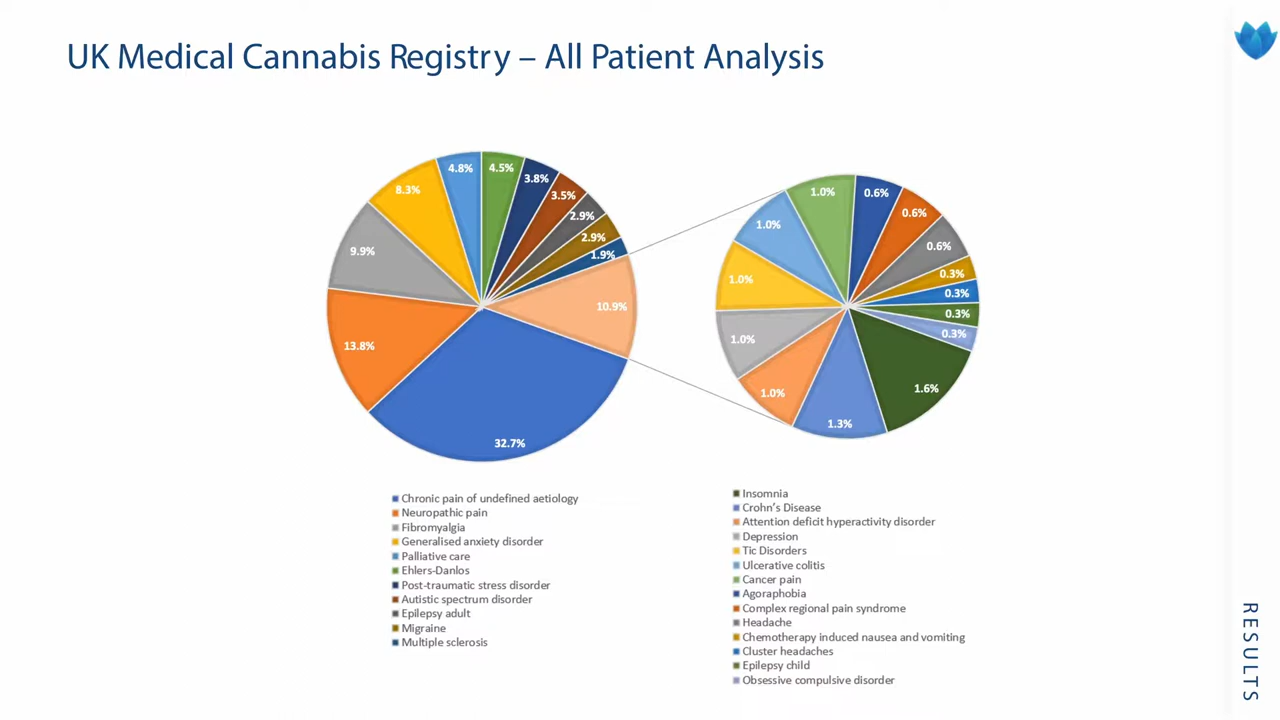 UK Medical Cannabis Registry – All Patient Analysis
4.8%
4.5%
3.8%
3.5%
2.9%
2.9%
1.9%
10.9%
32.7%
13.8%
9.9%
8.3%
1.0%
0.6%
0.6%
0.6%
0.3%
0.3%
0.3%
0.3%
1.6%
1.3%
1.0%
1.0%
1.0%
1.0%
Chronic pain of undefined aetiology
Neuropathic pain
Fibromyalgia
Generalised anxiety disorder
Palliative care
Ehlers-Danlos
Post-traumatic stress disorder
Autistic spectrum disorder
Epilepsy adult
Migraine
Multiple sclerosis
Insomnia
Crohn's Disease
Attention deficit hyperactivity disorder
Depression
Tic Disorders
Ulcerative colitis
Cancer pain
Agoraphobia
Complex regional pain syndrome
Headache
Chemotherapy induced nausea and vomiting
Cluster headaches
Epilepsy child
Obsessive compulsive disorder
RESULTS